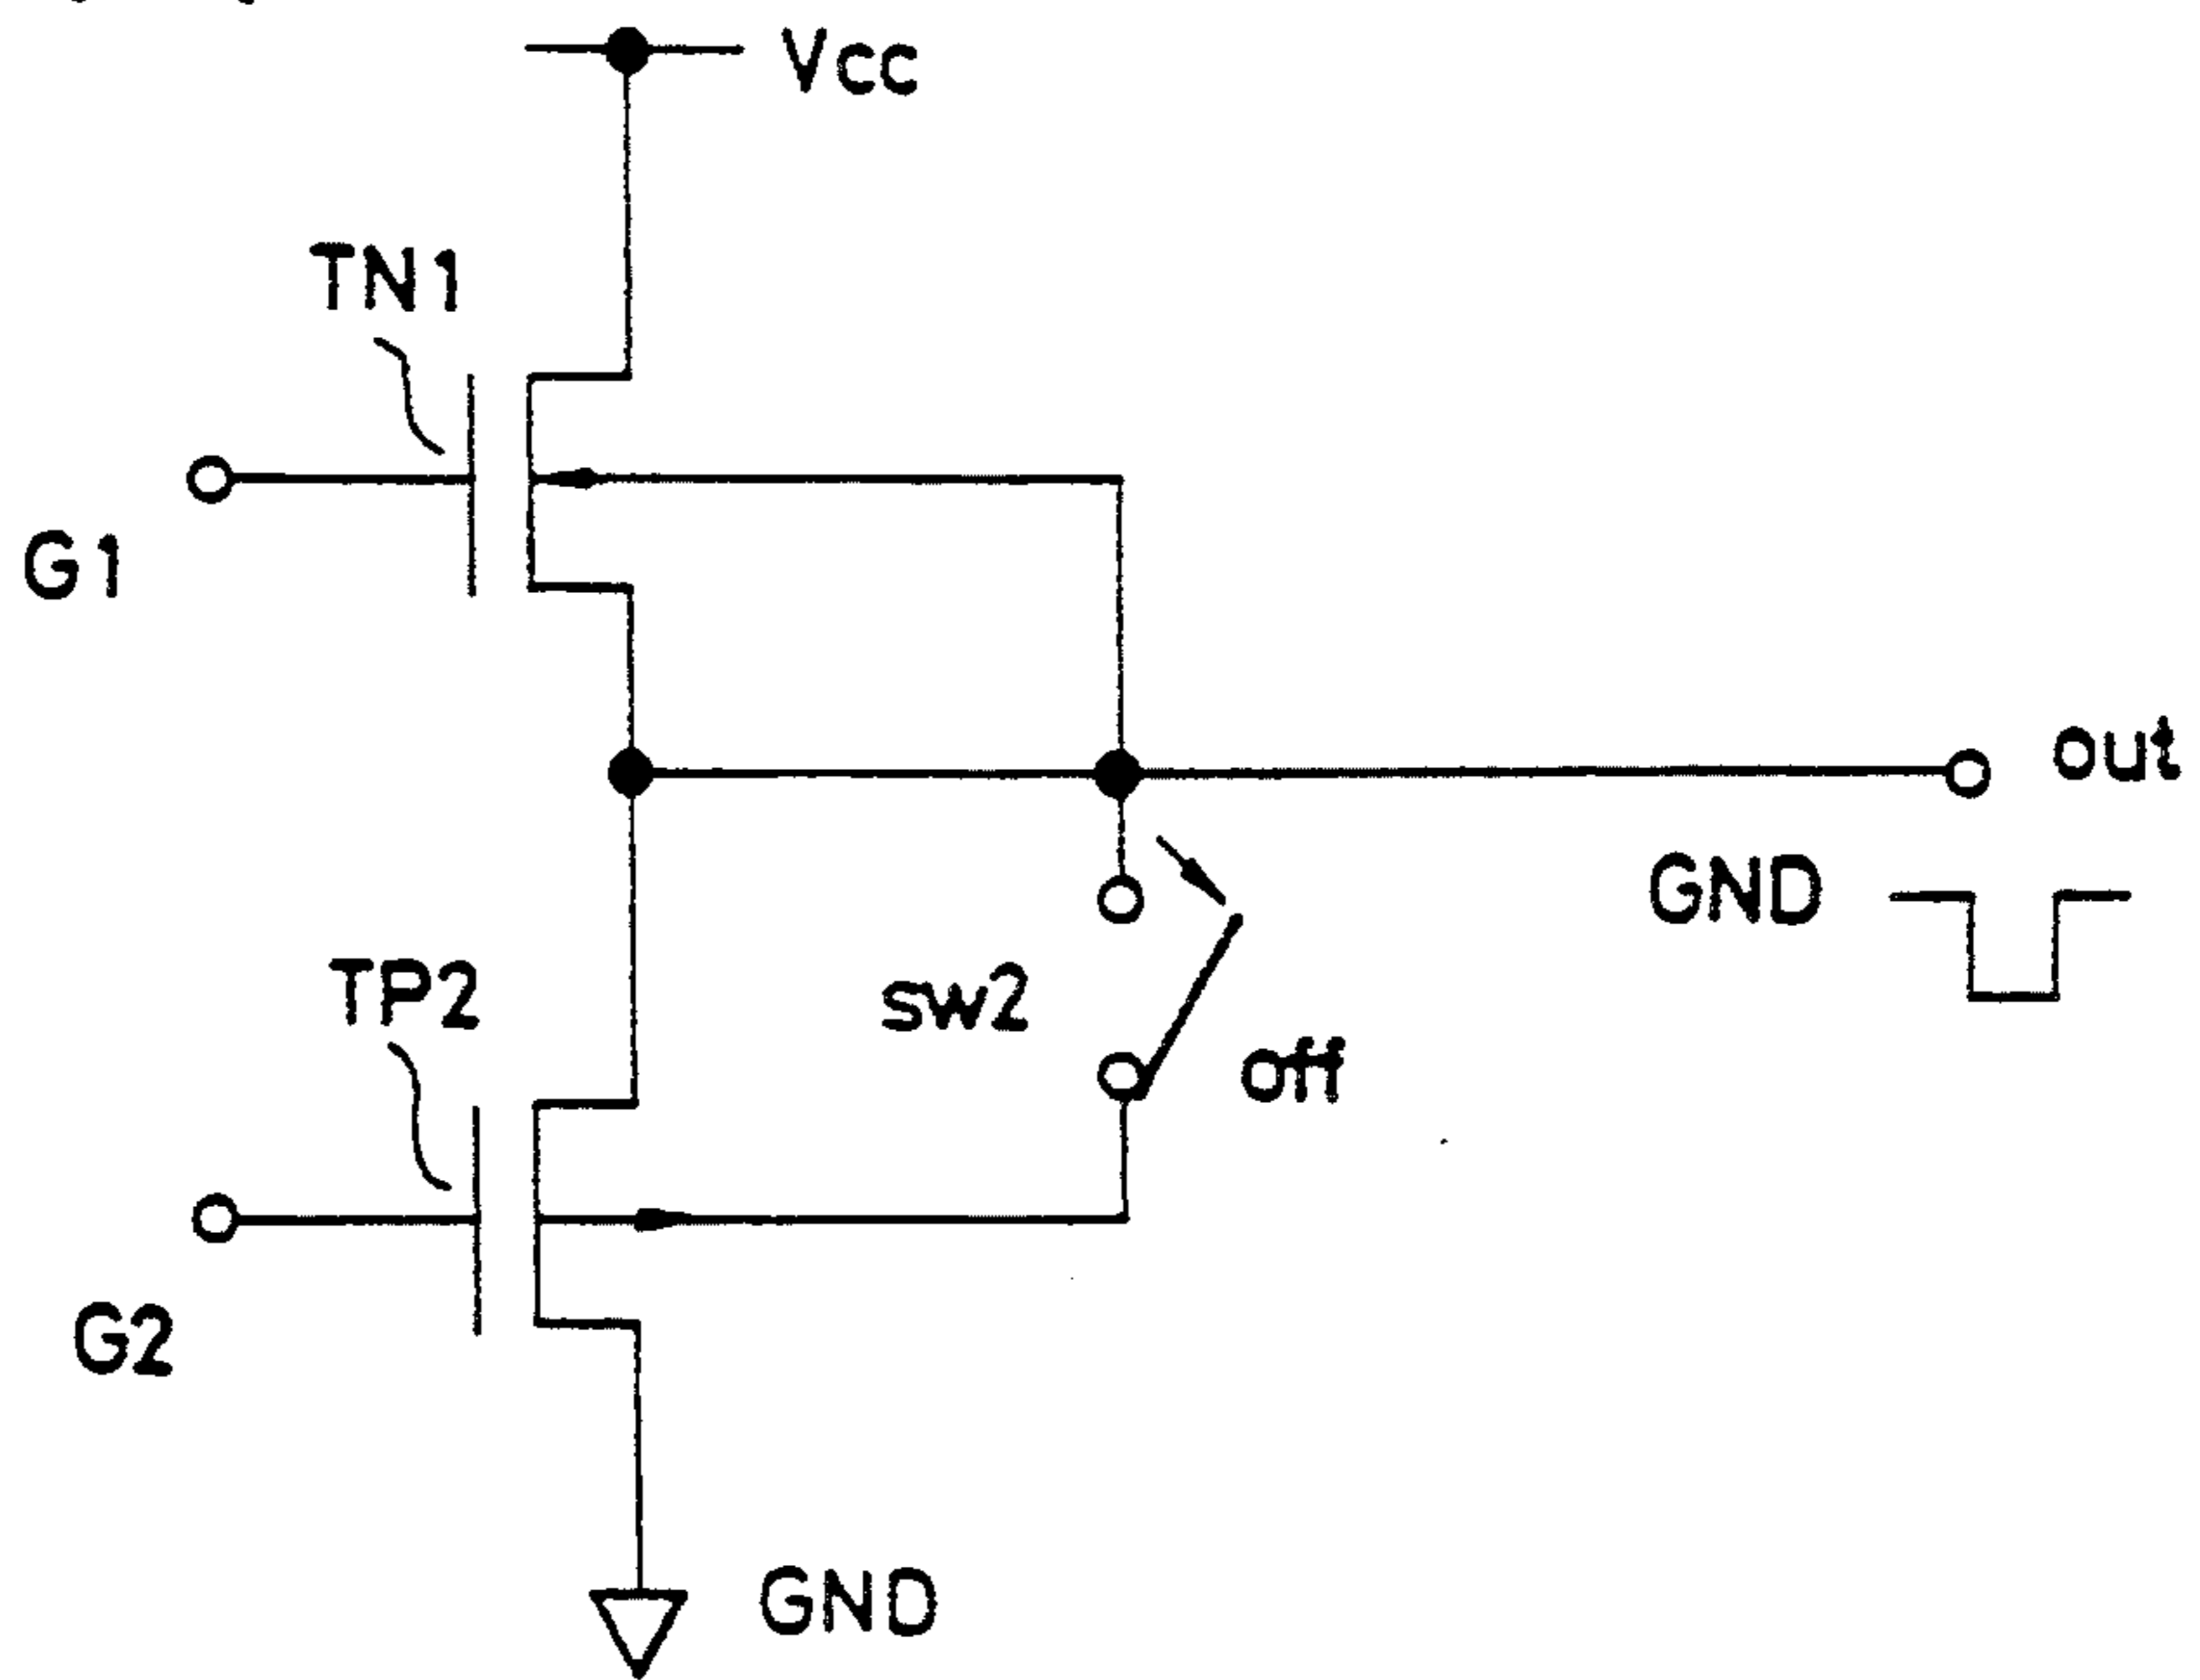 Vcc
TN1
G1
out
GND
TP2
sw2
off
G2
GND